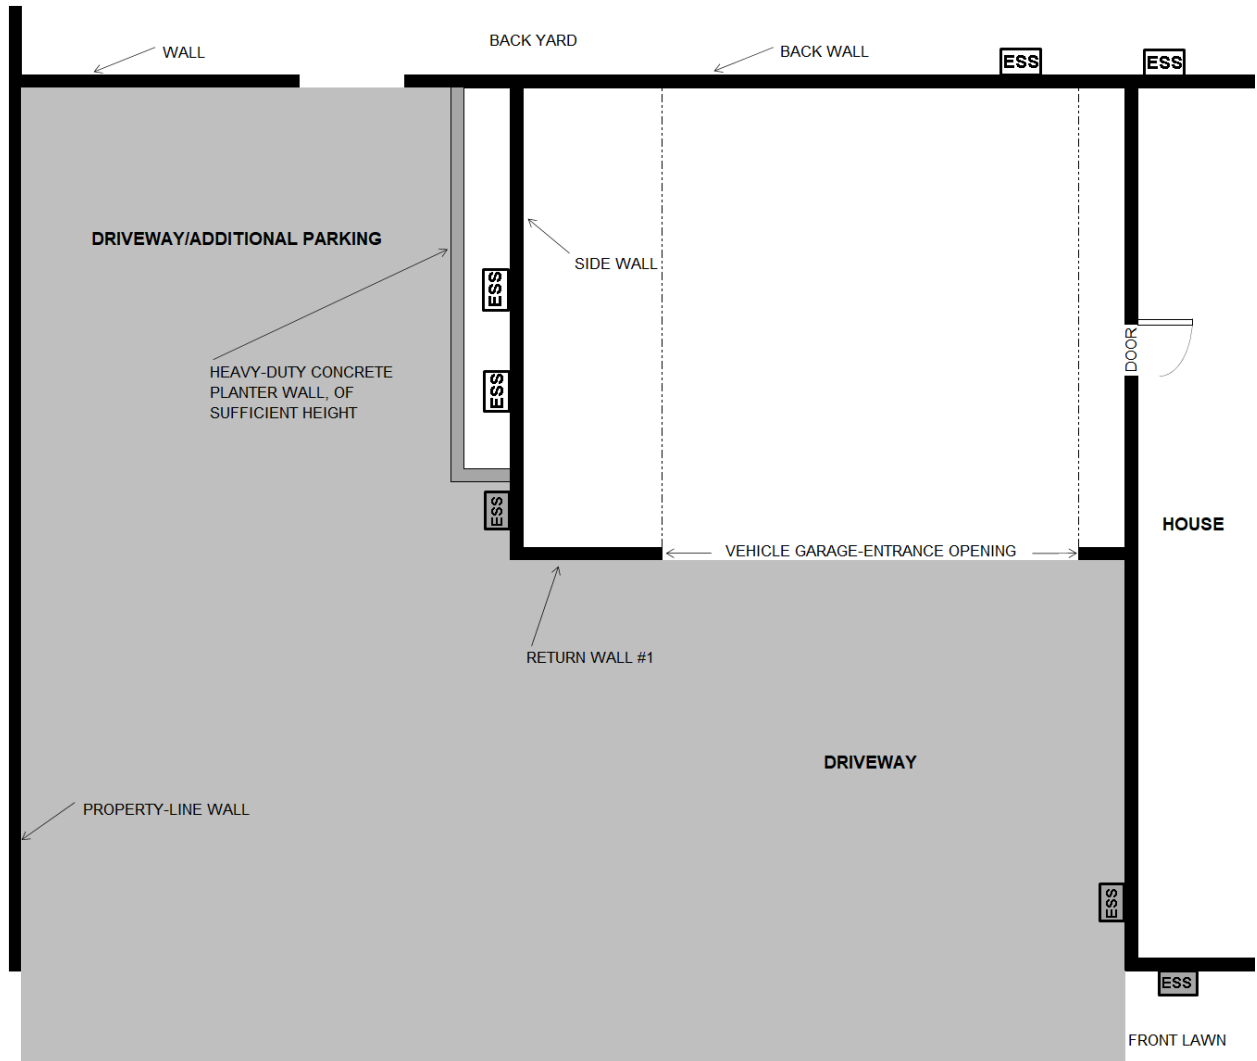 BACK YARD
WALL
BACK WALL
ESS
ESS
DRIVEWAY/ADDITIONAL PARKING
SIDE WALL
ESS
DOOR
HEAVY-DUTY CONCRETE
PLANTER WALL, OF
SUFFICIENT HEIGHT
ESS
ESS
HOUSE
VEHICLE GARAGE-ENTRANCE OPENING
RETURN WALL #1
DRIVEWAY
PROPERTY-LINE WALL
ESS
ESS
FRONT LAWN